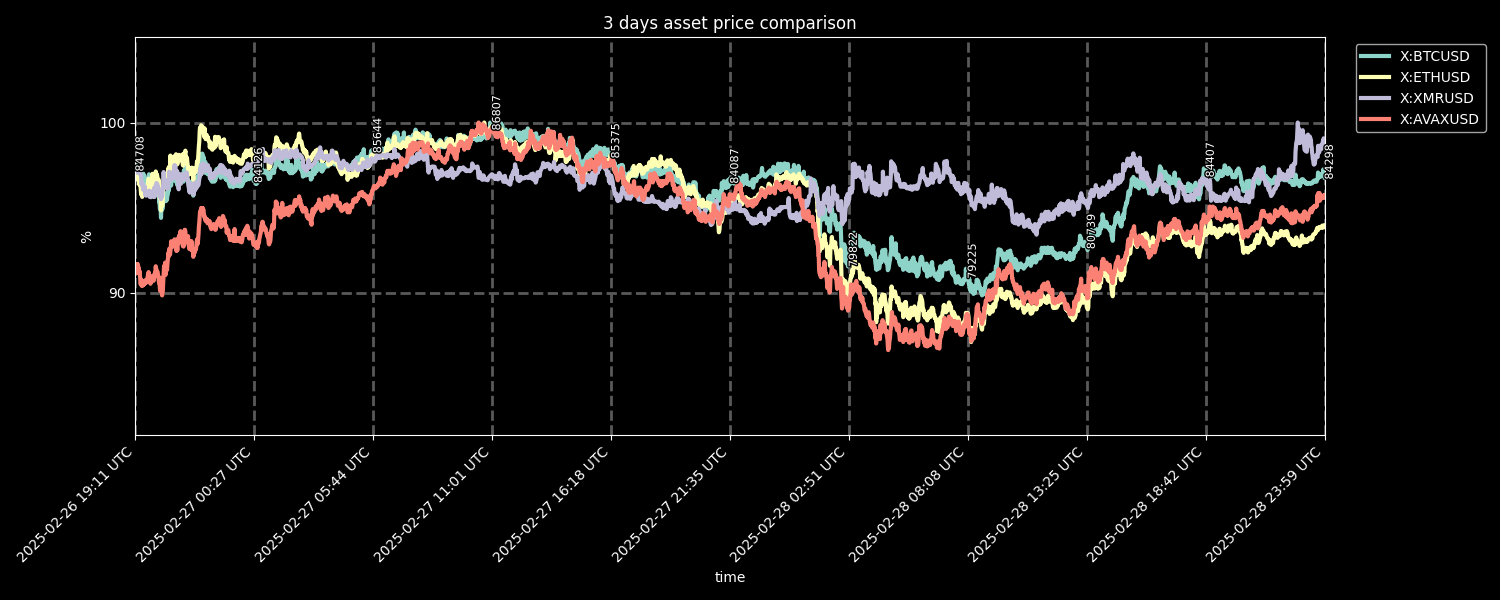 3 days asset price comparison
X:BTCUSD
X:ETHUSD
X:XMRUSD
X:AVAXUSD
100
90
%
84708
84126
85644
86807
85375
84087
79822
79225
80739
84407
84298
2025-02-26 19:11 UTC
2025-02-27 00:27 UTC
2025-02-27 05:44 UTC
2025-02-27 11:01 UTC
2025-02-27 16:18 UTC
2025-02-27 21:35 UTC
2025-02-28 02:51 UTC
2025-02-28 08:08 UTC
2025-02-28 13:25 UTC
2025-02-28 18:42 UTC
2025-02-28 23:59 UTC
time